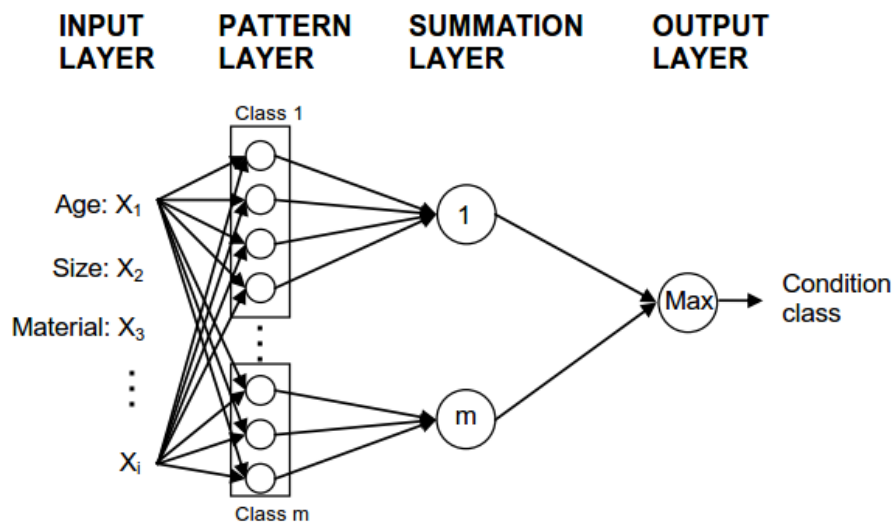 INPUT LAYER
PATTERN LAYER
SUMMATION LAYER
OUTPUT LAYER
Class 1
Age: X₁
Size: X₂
Material: X₃
Xᵢ
Class m
1
m
Max
Condition class